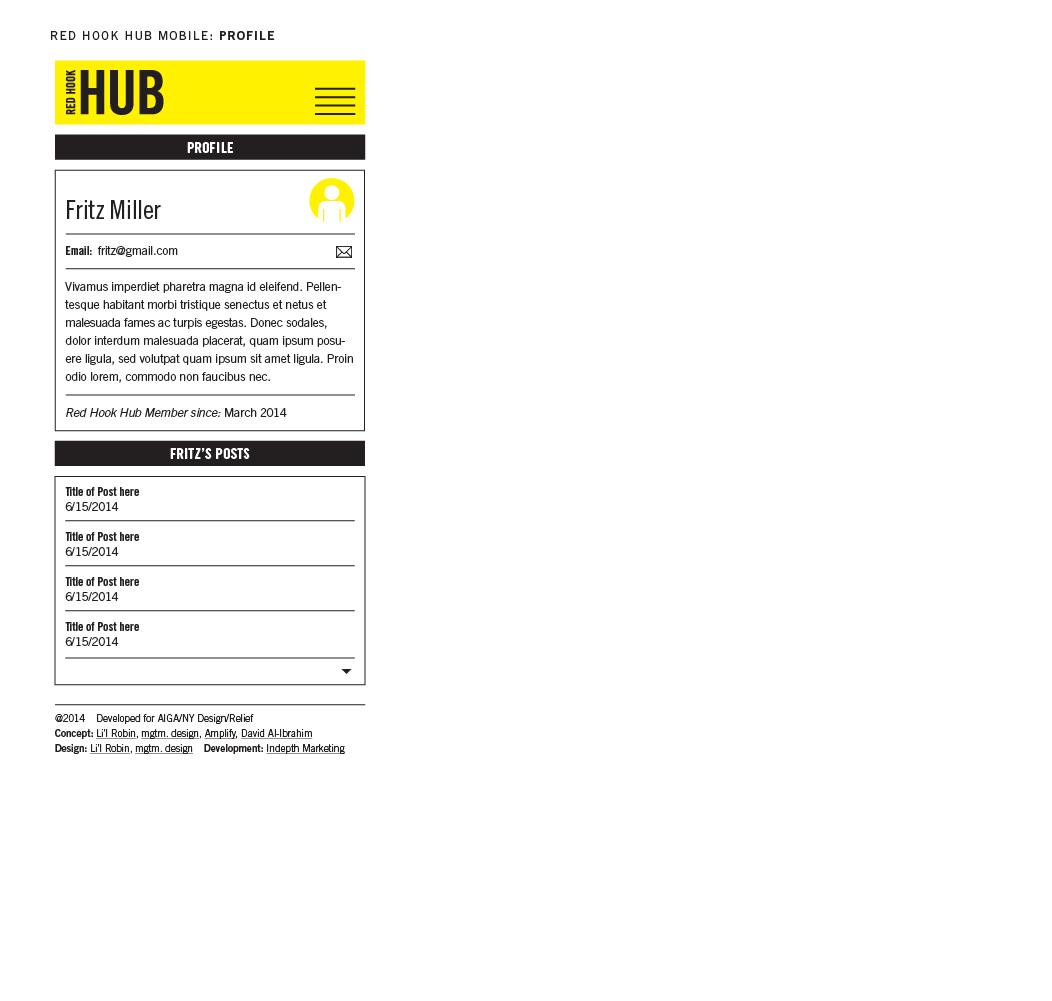 RED HOOK HUB MOBILE: PROFILE
RED HOOK
HUB
PROFILE
Fritz Miller
Email: fritz@gmail.com
Vivamus imperdiet pharetra magna id eleifend. Pellen-
tesque habitant morbi tristique senectus et netus et
malesuada fames ac turpis egestas. Donec sodales,
dolor interdum malesuada placerat, quam ipsum posu-
ere ligula, sed volutpat quam ipsum sit amet ligula. Proin
odio lorem, commodo non faucibus nec.
Red Hook Hub Member since: March 2014
FRITZ’S POSTS
Title of Post here
6/15/2014
Title of Post here
6/15/2014
Title of Post here
6/15/2014
Title of Post here
6/15/2014
@2014 Developed for AIGA/NY Design/Relief
Concept: Li’l Robin, mgtm. design, Amplify, David Al-Ibrahim
Design: Li’l Robin, mgtm. design Development: Indepth Marketing